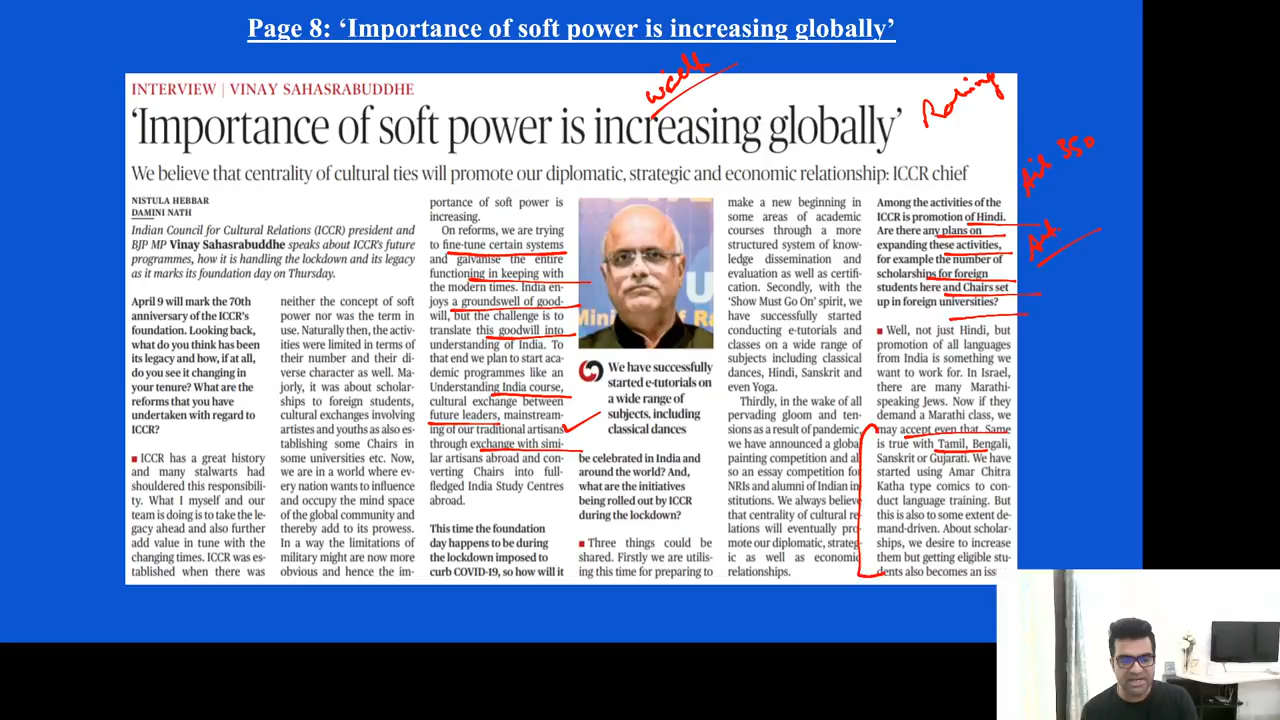 Page 8: ‘Importance of soft power is increasing globally’
INTERVIEW | VINAY SAHASRABUDDHE
‘Importance of soft power is increasing globally’
We believe that centrality of cultural ties will promote our diplomatic, strategic and economic relationship: ICCR chief
NISTULA HEBBAR
DAMINI NATH
Indian Council for Cultural Relations (ICCR) president and
BJP MP Vinay Sahasrabuddhe speaks about ICCR's future
programmes, how it is handling the lockdown and its legacy
as it marks its foundation day on Thursday.
April 9 will mark the 70th
anniversary of the ICCR's
foundation. Looking back,
what do you think has been
its legacy and how, if at all,
do you see it changing in
your tenure? What are the
reforms that you have
undertaken with regard to
ICCR?
■ ICCR has a great history
and many stalwarts had
shouldered this responsibili-
ty. What I myself and our
team is doing is to take the le-
gacy ahead and also further
add value in tune with the
changing times. ICCR was es-
tablished when there was
neither the concept of soft
power nor was the term in
use. Naturally then, the activ-
ities were limited in terms of
their number and their di-
verse character as well. Ma-
jorly, it was about scholar-
ships to foreign students,
cultural exchanges involving
artistes and youths as also es-
tablishing some Chairs in
some universities etc. Now,
we are in a world where ev-
ery nation wants to influence
and occupy the mind space
of the global community and
thereby add to its prowess.
In a way the limitations of
military might are now more
obvious and hence the im-
portance of soft power is
increasing.
On reforms, we are trying
to fine-tune certain systems
and galvanise the entire
functioning in keeping with
the modern times. India en-
joys a groundswell of good-
will, but the challenge is to
translate this goodwill into
understanding of India. To
that end we plan to start aca-
demic programmes like an
Understanding India course,
cultural exchange between
future leaders, mainstream-
ing of our traditional artisans
through exchange with simi-
lar artisans abroad and con-
verting Chairs into full-
fledged India Study Centres
abroad.
This time the foundation
day happens to be during
the lockdown imposed to
curb COVID-19, so how will it
We have successfully
started e-tutorials on
a wide range of
subjects, including
classical dances
be celebrated in India and
around the world? And,
what are the initiatives
being rolled out by ICCR
during the lockdown?
■ Three things could be
shared. Firstly we are utilis-
ing this time for preparing to
make a new beginning in
some areas of academic
courses through a more
structured system of know-
ledge dissemination and
evaluation as well as certifi-
cation. Secondly, with the
‘Show Must Go On’ spirit, we
have successfully started
conducting e-tutorials and
classes on a wide range of
subjects including classical
dances, Hindi, Sanskrit and
even Yoga.
Thirdly, in the wake of all
pervading gloom and ten-
sions as a result of pandemic,
we have announced a global
painting competition and al-
so an essay competition for
NRIs and alumni of Indian in-
stitutions. We always believe
that centrality of cultural re-
lations will eventually pro-
mote our diplomatic, strateg-
ic as well as economic
relationships.
Among the activities of the
ICCR is promotion of Hindi.
Are there any plans on
expanding these activities,
for example the number of
scholarships for foreign
students here and Chairs set
up in foreign universities?
■ Well, not just Hindi, but
promotion of all languages
from India is something we
want to work for. In Israel,
there are many Marathi-
speaking Jews. Now if they
demand a Marathi class, we
may accept even that. Same
is true with Tamil, Bengali,
Sanskrit or Gujarati. We have
started using Amar Chitra
Katha type comics to con-
duct language training. But
this is also to some extent de-
mand-driven. About scholar-
ships, we desire to increase
them but getting eligible stu-
dents also becomes an iss
350